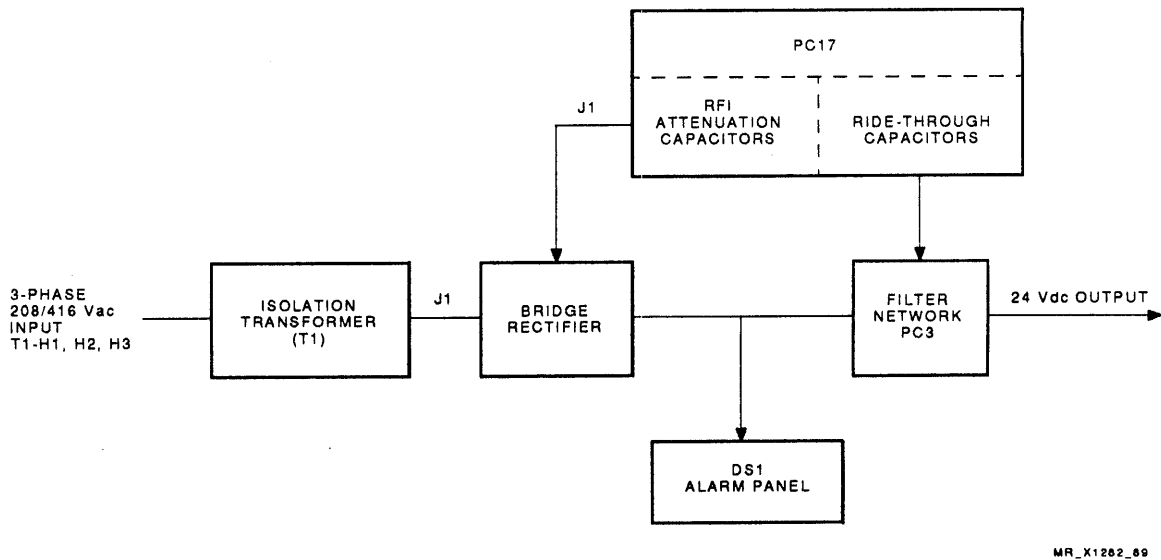 PC17
J1
RFI
ATTENUATION
CAPACITORS
RIDE-THROUGH
CAPACITORS
3-PHASE
208/416 Vac
INPUT
T1-H1, H2, H3
ISOLATION
TRANSFORMER
(T1)
J1
BRIDGE
RECTIFIER
FILTER
NETWORK
PC3
24 Vdc OUTPUT
DS1
ALARM PANEL
MR_X1282_89